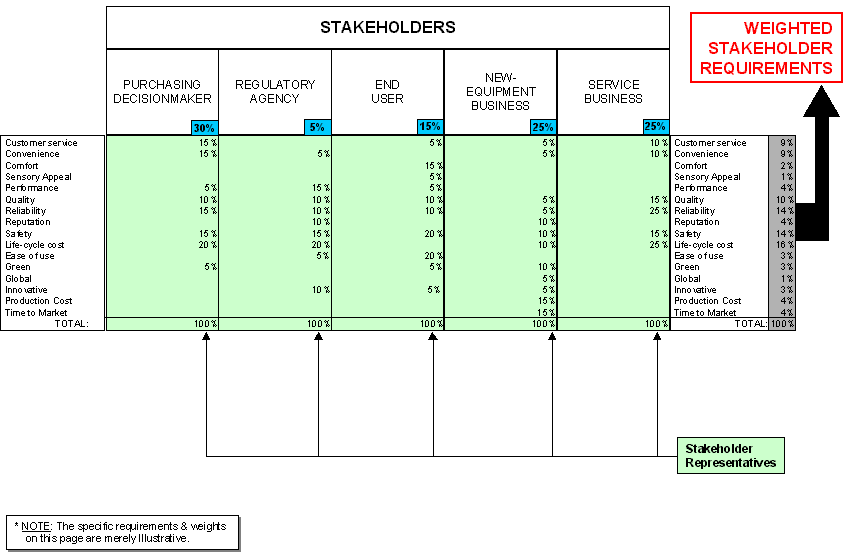 STAKEHOLDERS
WEIGHTED
STAKEHOLDER
REQUIREMENTS
PURCHASING
DECISIONMAKER
30%
REGULATORY
AGENCY
5%
END
USER
15%
NEW-
EQUIPMENT
BUSINESS
25%
SERVICE
BUSINESS
25%
Customer service 15% 5% 5% 10% Customer service 9%
Convenience 15% 5% 5% 10% Convenience 9%
Comfort 15% Comfort 2%
Sensory Appeal 5% Sensory Appeal 1%
Performance 5% 15% 5% Performance 4%
Quality 10% 10% 10% 5% 15% Quality 10%
Reliability 15% 10% 10% 5% 25% Reliability 14%
Reputation 10% 10% Reputation 4%
Safety 15% 15% 20% 10% 15% Safety 14%
Life-cycle cost 20% 20% 10% 25% Life-cycle cost 16%
Ease of use 5% 20% Ease of use 3%
Green 5% 5% 10% Green 3%
Global 5% Global 1%
Innovative 10% 5% 5% Innovative 3%
Production Cost 15% Production Cost 4%
Time to Market 15% Time to Market 4%
TOTAL: 100% 100% 100% 100% 100% TOTAL: 100%
Stakeholder
Representatives
* NOTE: The specific requirements & weights
on this page are merely Illustrative.